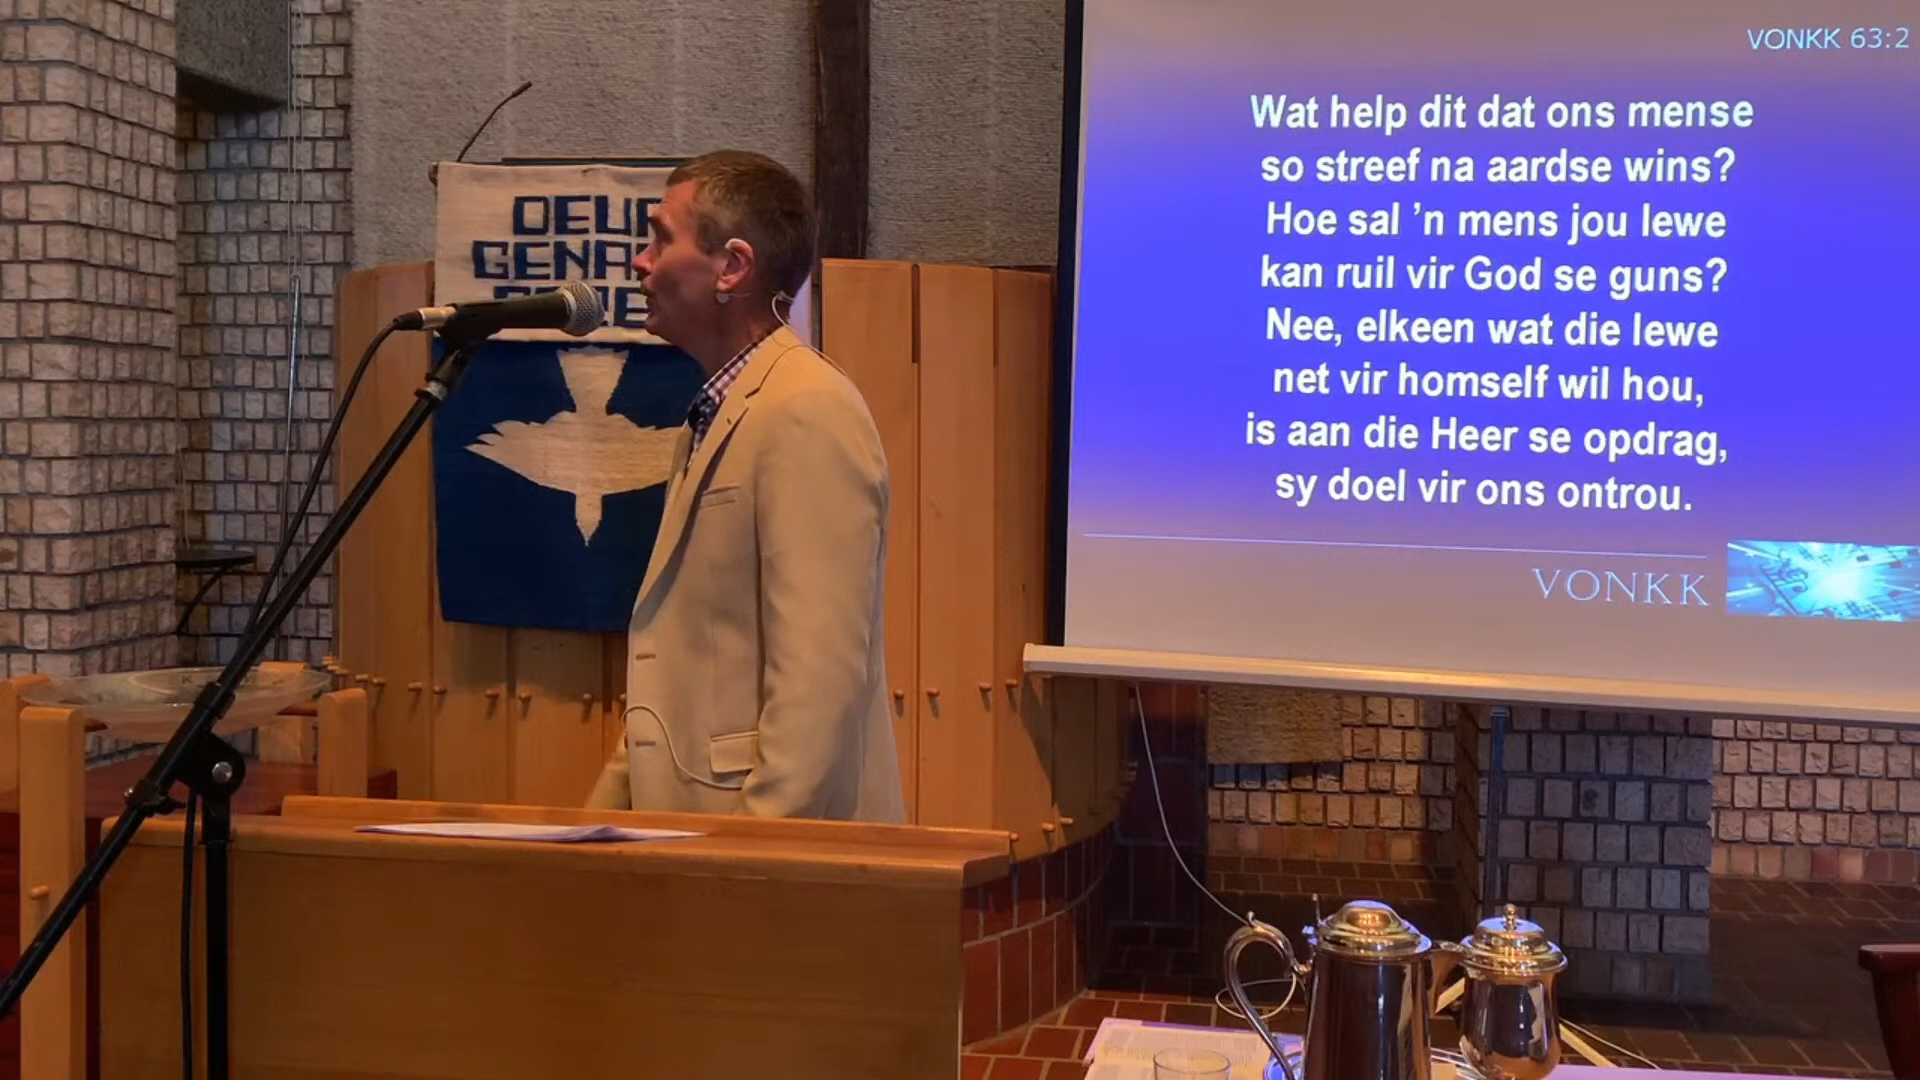 VONKK 63:2
Wat help dit dat ons mense
so streef na aardse wins?
Hoe sal ’n mens jou lewe
kan ruil vir God se guns?
Nee, elkeen wat die lewe
net vir homself wil hou,
is aan die Heer se opdrag,
sy doel vir ons ontrou.
VONKK